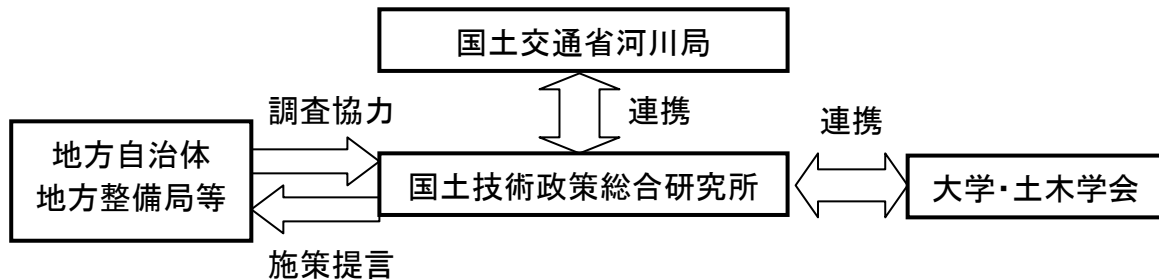 国土交通省河川局
調査協力
連携
連携
地方自治体
地方整備局等
国土技術政策総合研究所
大学・土木学会
施策提言